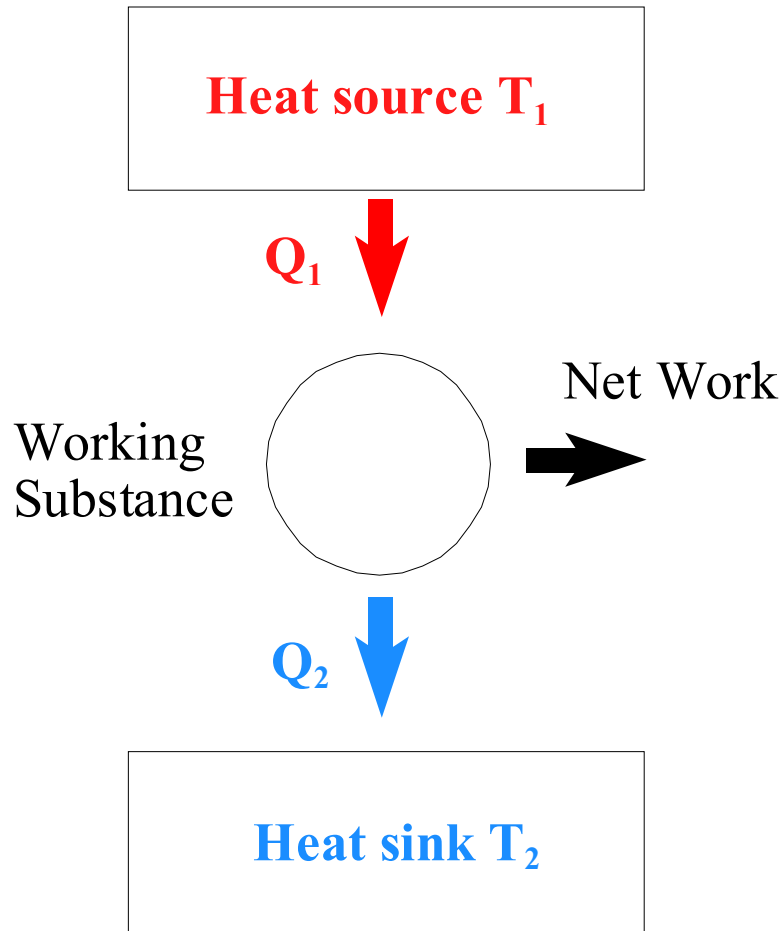 Heat source T₁
Q₁
Net Work
Working
Substance
Q₂
Heat sink T₂